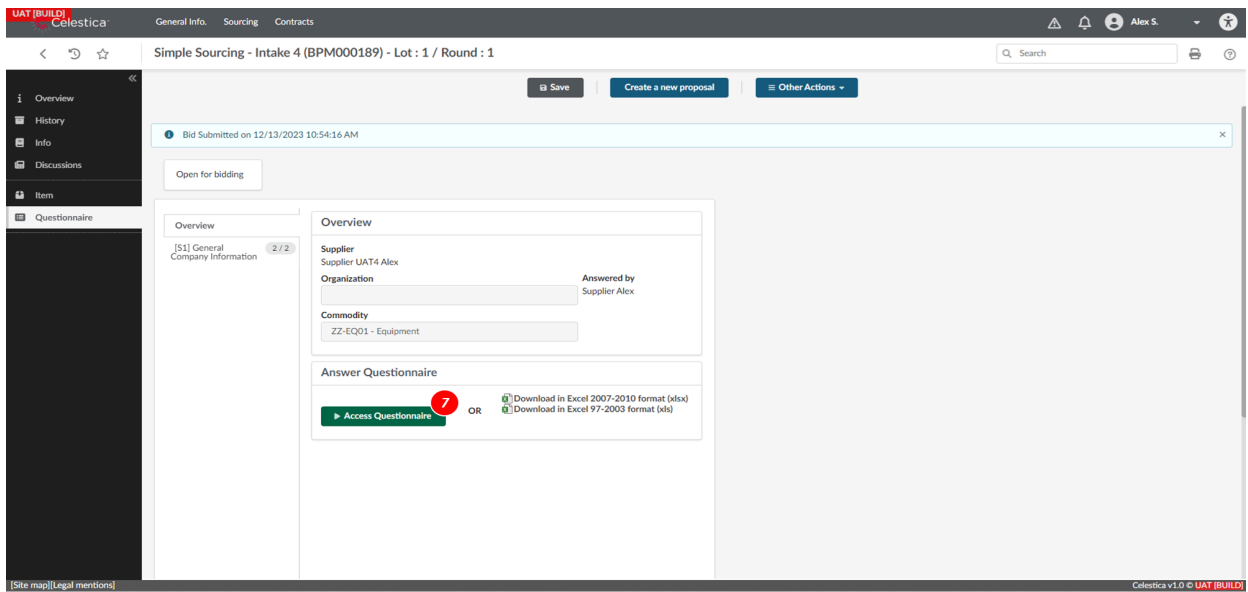 UAT [BUILD]
Celestica
General Info. Sourcing Contracts
Alex S.
Simple Sourcing - Intake 4 (BPM000189) - Lot : 1 / Round : 1
Search
Save
Create a new proposal
Other Actions
Overview
History
Info
Discussions
Item
Questionnaire
Bid Submitted on 12/13/2023 10:54:16 AM
Open for bidding
Overview
[S1] General
Company Information
2 / 2
Overview
Supplier
Supplier UAT4 Alex
Organization
Answered by
Supplier Alex
Commodity
ZZ-EQ01 - Equipment
Answer Questionnaire
Access Questionnaire
7
OR
Download in Excel 2007-2010 format (xlsx)
Download in Excel 97-2003 format (xls)
[Site map][Legal mentions]
Celestica v1.0 © UAT [BUILD]